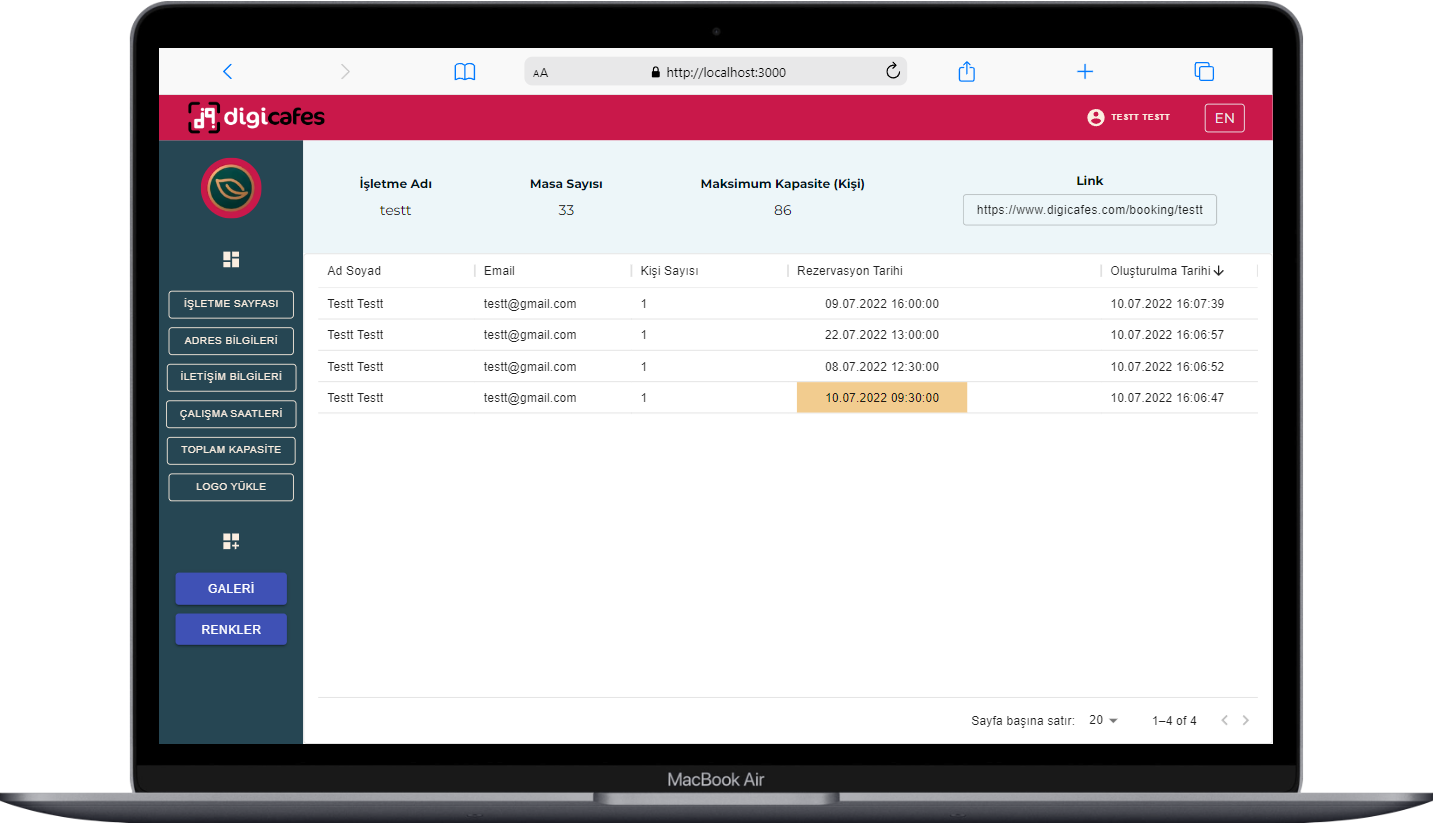 AA http://localhost:3000
digicafes TESTT TESTT EN
İşletme Adı Masa Sayısı Maksimum Kapasite (Kişi) Link
testt 33 86 https://www.digicafes.com/booking/testt
Ad Soyad Email Kişi Sayısı Rezervasyon Tarihi Oluşturulma Tarihi
Testt Testt testt@gmail.com 1 09.07.2022 16:00:00 10.07.2022 16:07:39
Testt Testt testt@gmail.com 1 22.07.2022 13:00:00 10.07.2022 16:06:57
Testt Testt testt@gmail.com 1 08.07.2022 12:30:00 10.07.2022 16:06:52
Testt Testt testt@gmail.com 1 10.07.2022 09:30:00 10.07.2022 16:06:47
İŞLETME SAYFASI
ADRES BİLGİLERİ
İLETİŞİM BİLGİLERİ
ÇALIŞMA SAATLERİ
TOPLAM KAPASİTE
LOGO YÜKLE
GALERİ
RENKLER
Sayfa başına satır: 20 1–4 of 4
MacBook Air